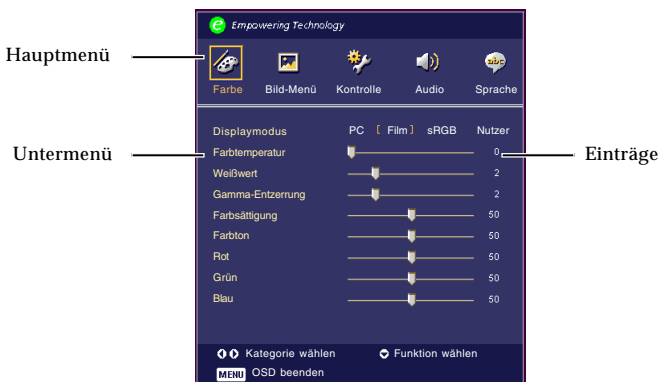 Empowering Technology
Hauptmenü
Farbe Bild-Menü Kontrolle Audio Sprache
Displaymodus PC [ Film ] sRGB Nutzer
Untermenü Farbtemperatur 0 Einträge
Weißwert 2
Gamma-Entzerrung 2
Farbsättigung 50
Farbton 50
Rot 50
Grün 50
Blau 50
Kategorie wählen Funktion wählen
MENU OSD beenden